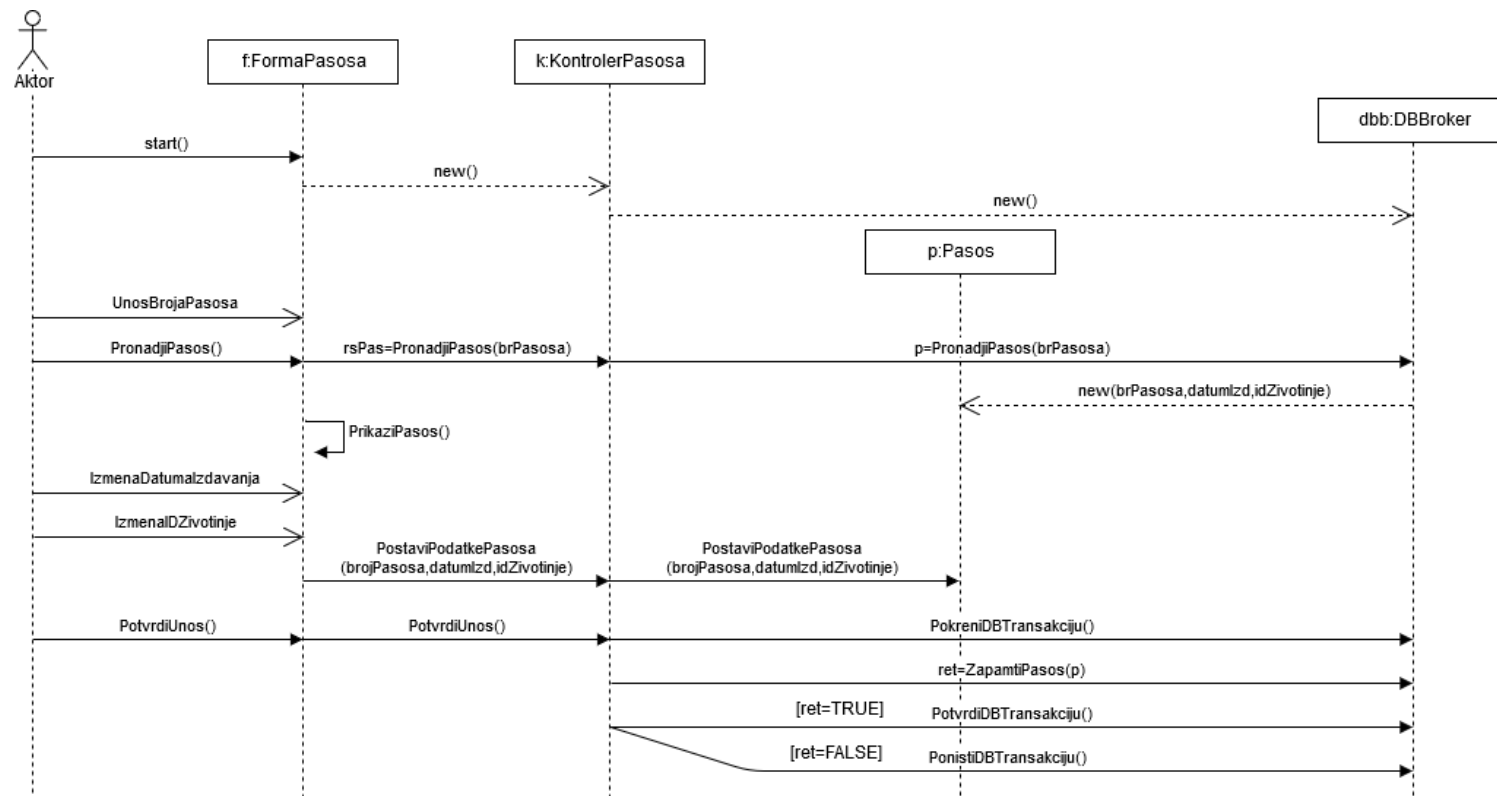 Aktor
f:FormaPasosa
k:KontrolerPasosa
dbb:DBBroker
start()
new()
new()
p:Pasos
UnosBrojaPasosa
PronadjiPasos()
rsPas=PronadjiPasos(brPasosa)
p=PronadjiPasos(brPasosa)
new(brPasosa,datumIzd,idZivotinje)
PrikaziPasos()
IzmenaDatumaIzdavanja
IzmenaIDZivotinje
PostaviPodatkePasosa
(brojPasosa,datumIzd,idZivotinje)
PostaviPodatkePasosa
(brojPasosa,datumIzd,idZivotinje)
PotvrdiUnos()
PotvrdiUnos()
PokreniDBTransakciju()
ret=ZapamtiPasos(p)
[ret=TRUE]
PotvrdiDBTransakciju()
[ret=FALSE]
PonistiDBTransakciju()